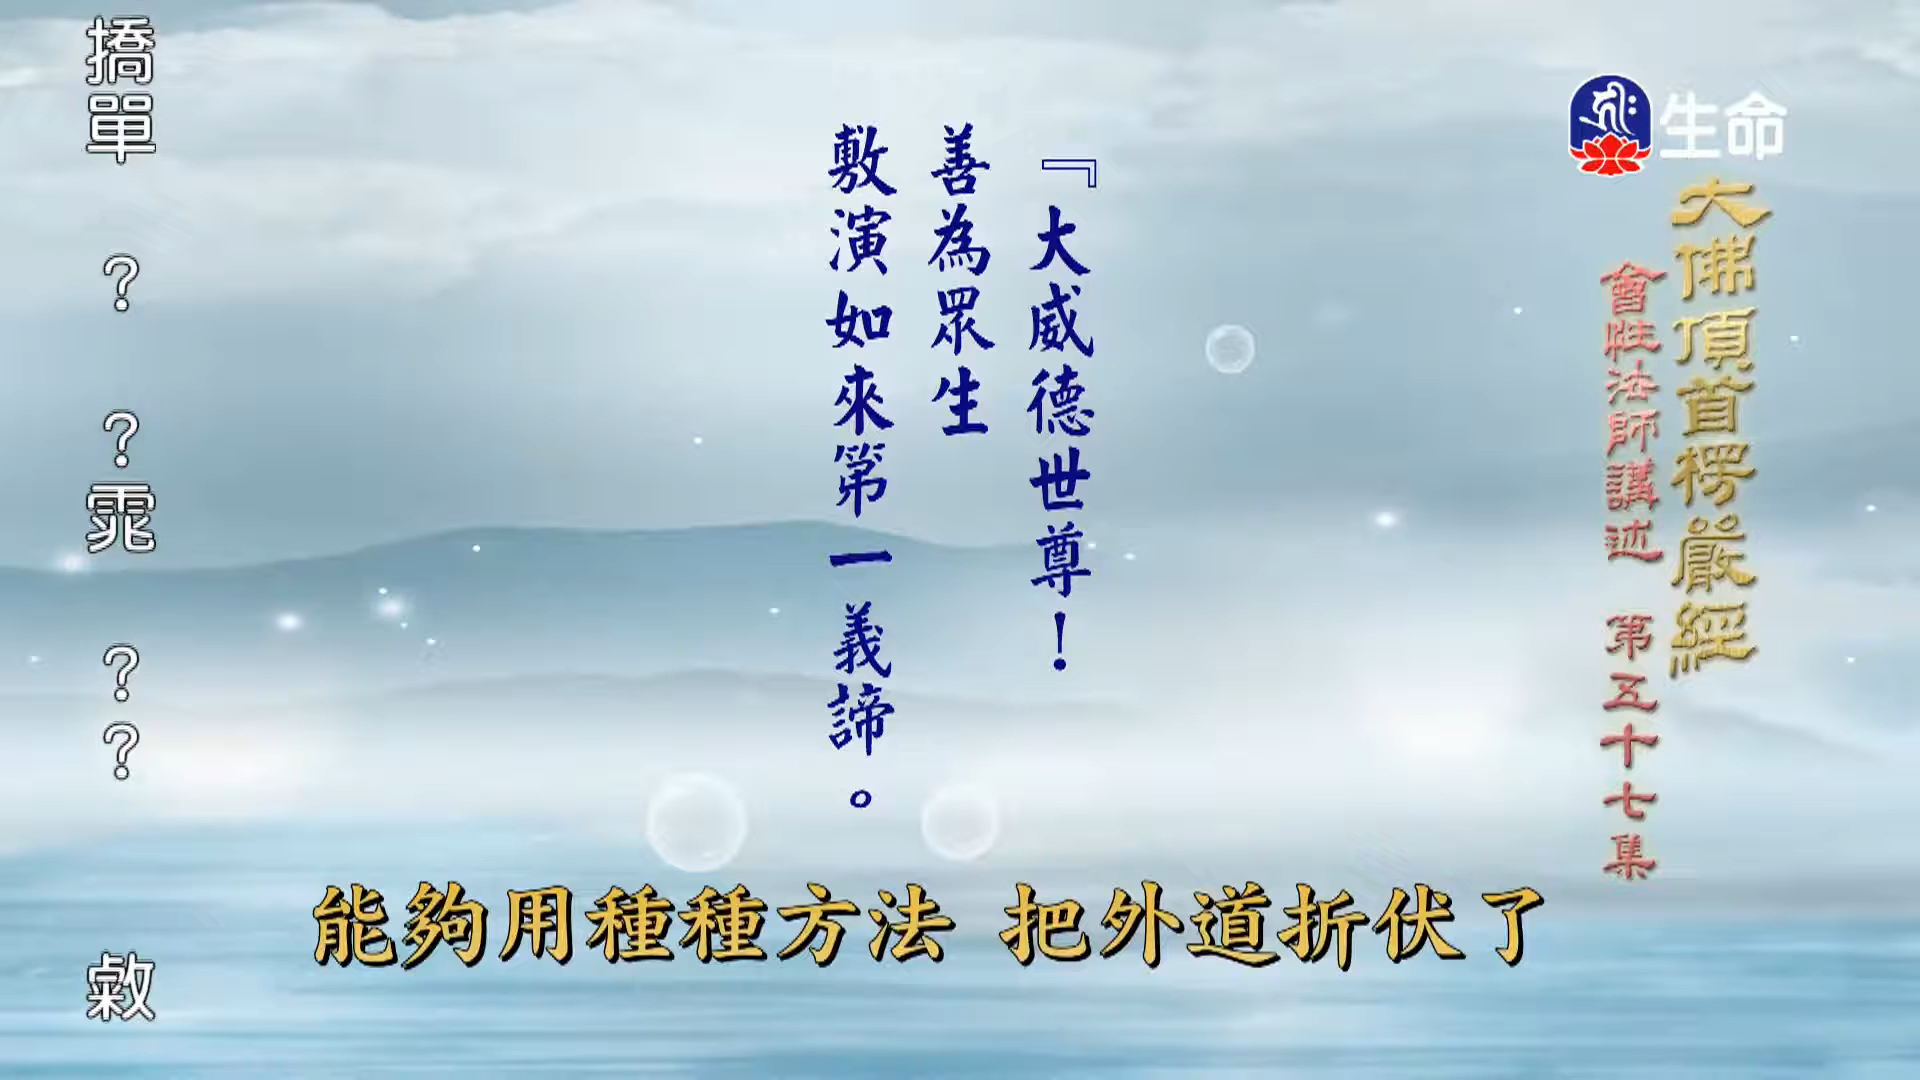 生命
大佛頂首楞嚴經
會性法師講述 第五十七集
『大威德世尊！
善為眾生
敷演如來第一義諦。
撟單 ? ?霃 ?? 敹
能夠用種種方法 把外道折伏了